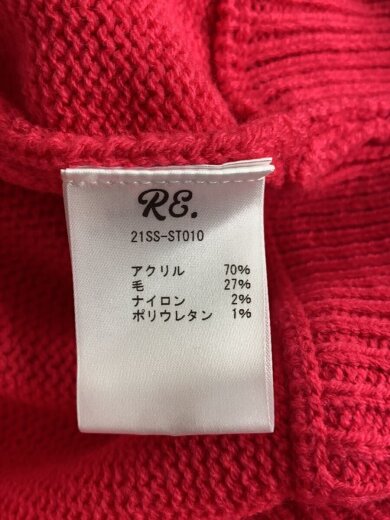 RE.
21SS-ST010
アクリル 70%
毛 27%
ナイロン 2%
ポリウレタン 1%